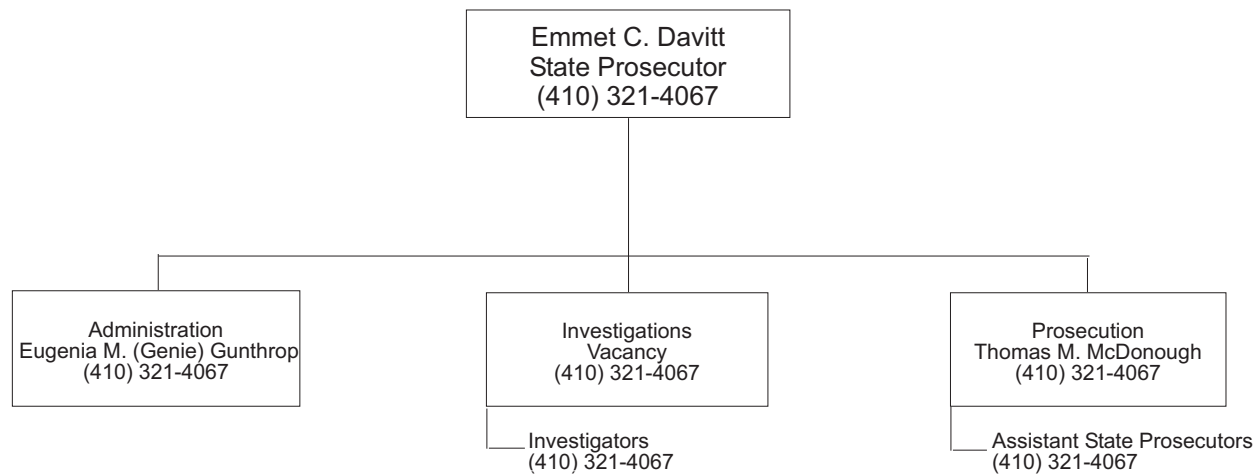 Emmet C. Davitt
State Prosecutor
(410) 321-4067
Administration
Eugenia M. (Genie) Gunthrop
(410) 321-4067
Investigations
Vacancy
(410) 321-4067
Investigators
(410) 321-4067
Prosecution
Thomas M. McDonough
(410) 321-4067
Assistant State Prosecutors
(410) 321-4067